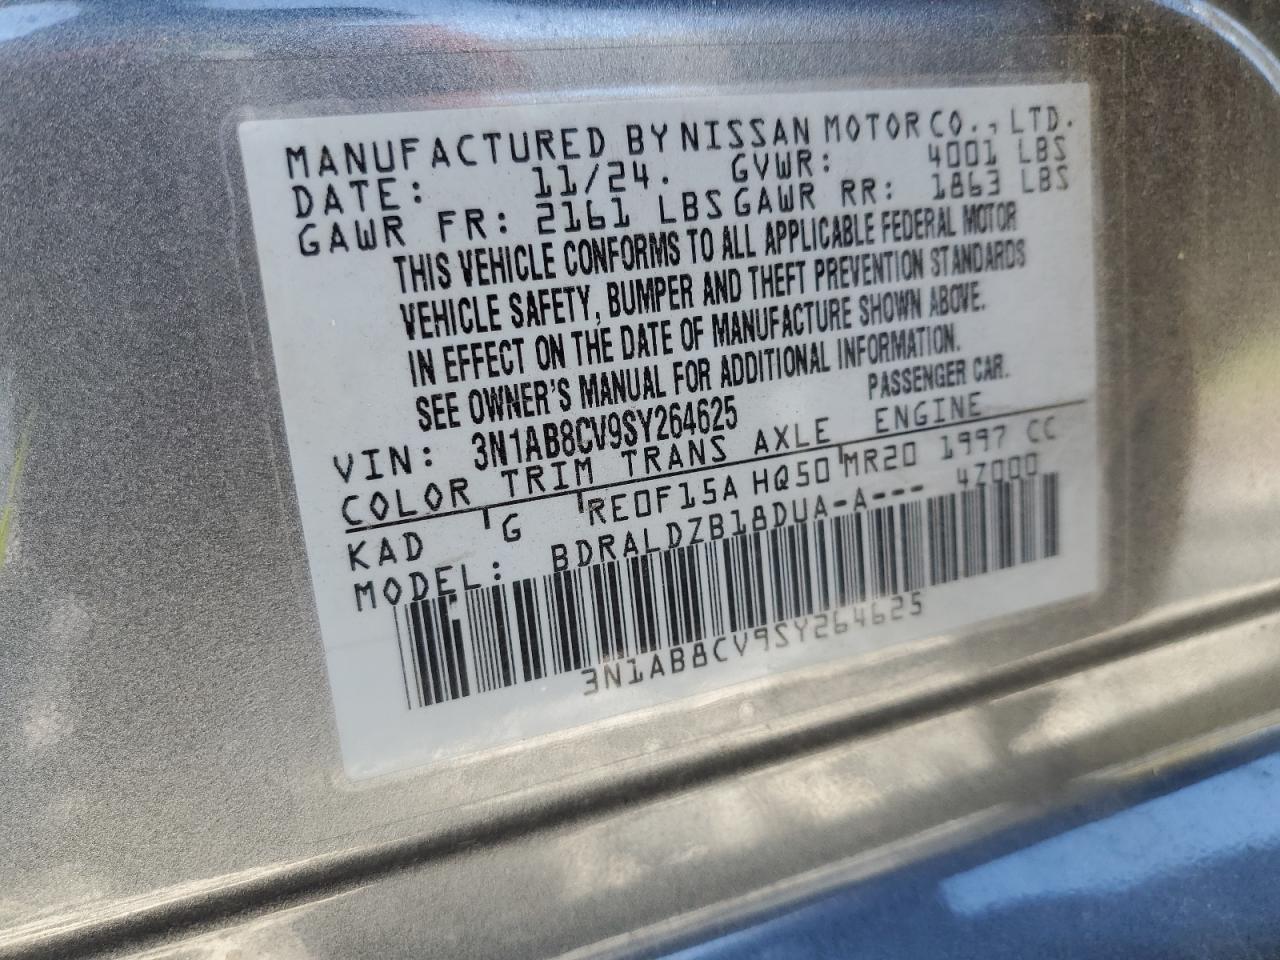 MANUFACTURED BY NISSAN MOTOR CO., LTD.
DATE: 11/24. GVWR: 4001 LBS
GAWR FR: 2161 LBS GAWR RR: 1863 LBS
THIS VEHICLE CONFORMS TO ALL APPLICABLE FEDERAL MOTOR
VEHICLE SAFETY, BUMPER AND THEFT PREVENTION STANDARDS
IN EFFECT ON THE DATE OF MANUFACTURE SHOWN ABOVE.
SEE OWNER'S MANUAL FOR ADDITIONAL INFORMATION.
VIN: 3N1AB8CV9SY264625 PASSENGER CAR.
COLOR TRIM TRANS AXLE ENGINE
KAD G RE0F15A HQ50 MR20 1997 CC
MODEL: BDRALDZB18DUA-A--- 4Z000
3N1AB8CV9SY264625